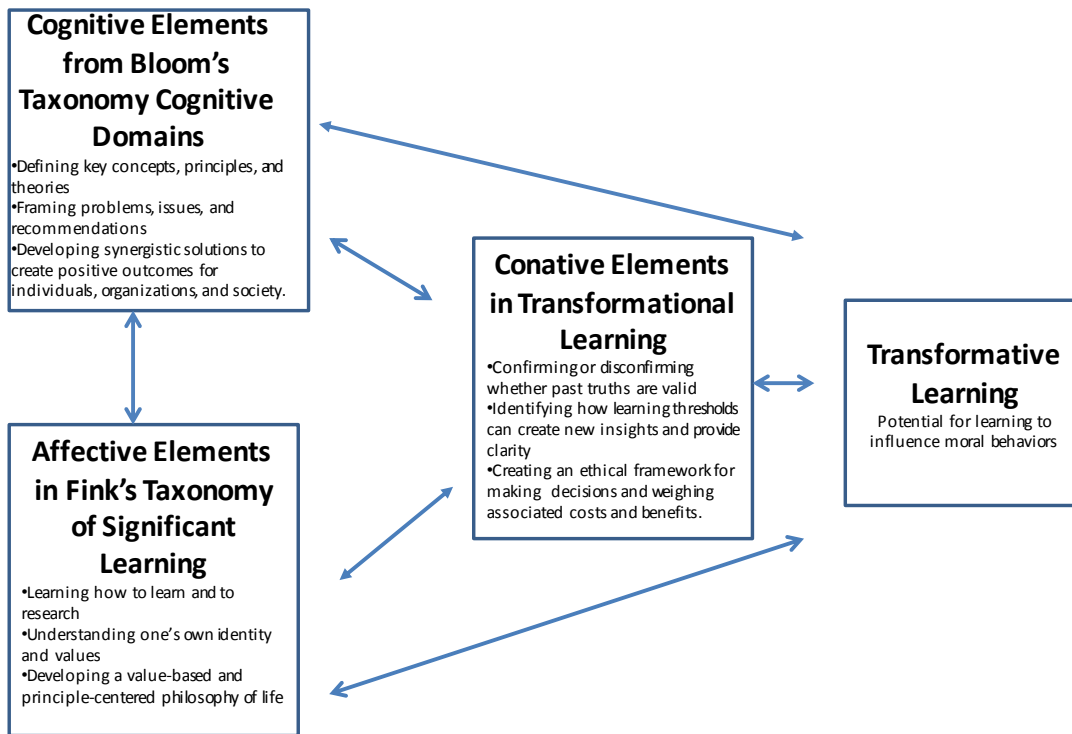 Cognitive Elements
from Bloom's
Taxonomy Cognitive
Domains
•Defining key concepts, principles, and
theories
•Framing problems, issues, and
recommendations
•Developing synergistic solutions to
create positive outcomes for
individuals, organizations, and society.
Affective Elements
in Fink's Taxonomy
of Significant
Learning
•Learning how to learn and to
research
•Understanding one's own identity
and values
•Developing a value-based and
principle-centered philosophy of life
Conative Elements
in Transformational
Learning
•Confirming or disconfirming
whether past truths are valid
•Identifying how learning thresholds
can create new insights and provide
clarity
•Creating an ethical framework for
making decisions and weighing
associated costs and benefits.
Transformative
Learning
Potential for learning to
influence moral behaviors